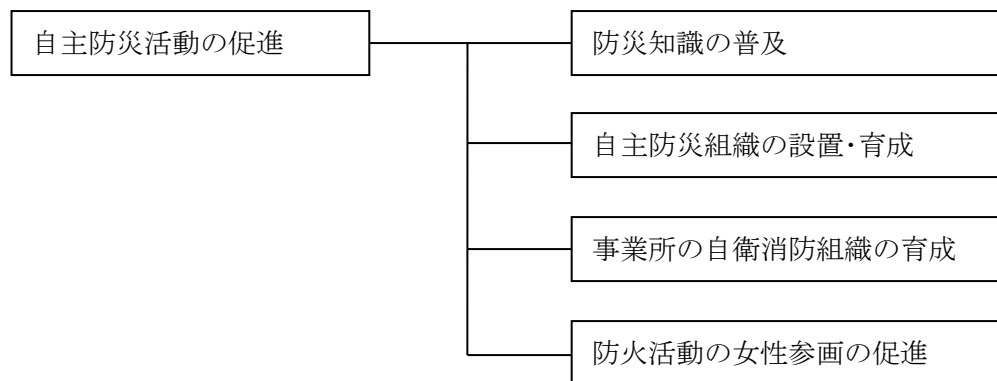 自主防災活動の促進
防災知識の普及
自主防災組織の設置･育成
事業所の自衛消防組織の育成
防火活動の女性参画の促進